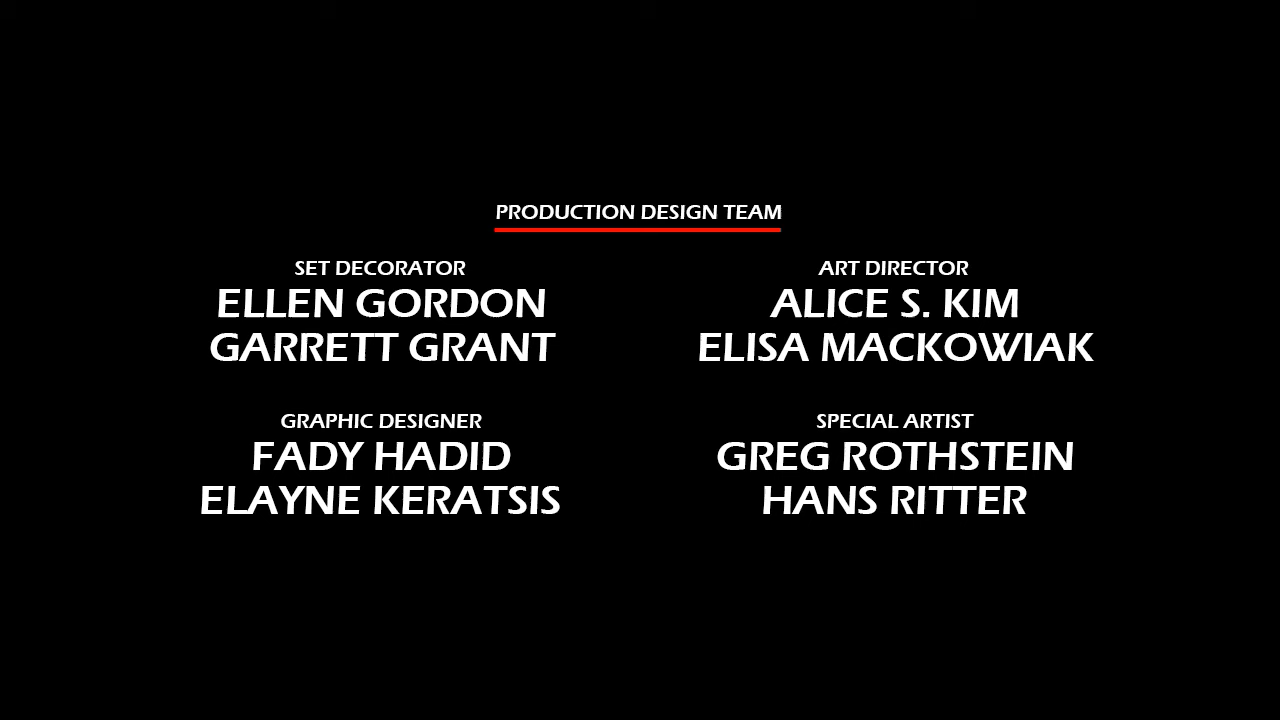 PRODUCTION DESIGN TEAM
SET DECORATOR
ELLEN GORDON
GARRETT GRANT
ART DIRECTOR
ALICE S. KIM
ELISA MACKOWIAK
GRAPHIC DESIGNER
FADY HADID
ELAYNE KERATSIS
SPECIAL ARTIST
GREG ROTHSTEIN
HANS RITTER